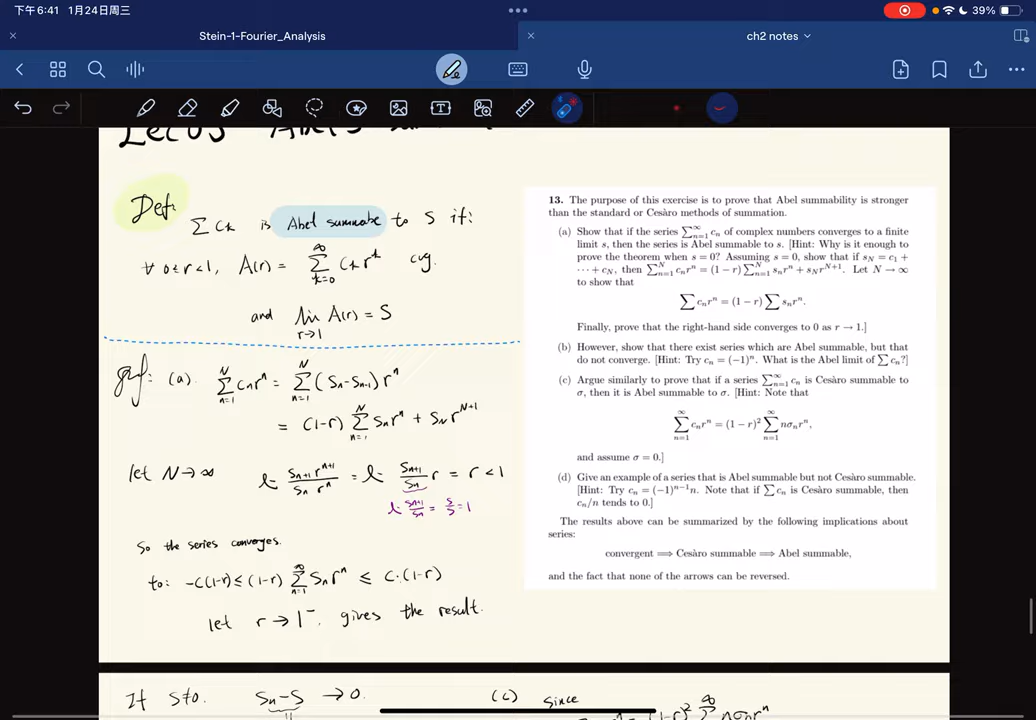 下午6:41 1月24日周三
39%
Stein-1-Fourier_Analysis
ch2 notes
Def:
Σ Ck is Abel summable to S if:
∀ 0≤r<1, A(r) = Σ_{k=0}^{∞} Ck r^k cvg.
and lim_{r→1} A(r) = S
(a). Σ_{n=1}^{N} Cn r^n = Σ_{n=1}^{N} (Sn - Sn-1) r^n
= (1-r) Σ_{n=1}^{N} Sn r^n + SN r^{N+1}
let N→∞
Sn+1 r^{n+1} / Sn r^n = Sn+1 / Sn r = r < 1
Sn+1 / Sn = S / S = 1
So the series converges.
to: -C(1-r) ≤ (1-r) Σ_{n=1}^{∞} Sn r^n ≤ C·(1-r)
let r→1⁻. gives the result.
If S≠0. Sn-S →0.
(c) since
13. The purpose of this exercise is to prove that Abel summability is stronger
than the standard or Cesàro methods of summation.
(a) Show that if the series Σ_{n=1}^{∞} c_n of complex numbers converges to a finite
limit s, then the series is Abel summable to s. [Hint: Why is it enough to
prove the theorem when s = 0? Assuming s = 0, show that if s_N = c_1 +
··· + c_N, then Σ_{n=1}^{N} c_n r^n = (1 − r) Σ_{n=1}^{N} s_n r^n + s_N r^{N+1}. Let N → ∞
to show that
Σ c_n r^n = (1 − r) Σ s_n r^n.
Finally, prove that the right-hand side converges to 0 as r → 1.]
(b) However, show that there exist series which are Abel summable, but that
do not converge. [Hint: Try c_n = (−1)^n. What is the Abel limit of Σ c_n?]
(c) Argue similarly to prove that if a series Σ_{n=1}^{∞} c_n is Cesàro summable to
σ, then it is Abel summable to σ. [Hint: Note that
Σ_{n=1}^{∞} c_n r^n = (1 − r)^2 Σ_{n=1}^{∞} nσ_n r^n,
and assume σ = 0.]
(d) Give an example of a series that is Abel summable but not Cesàro summable.
[Hint: Try c_n = (−1)^{n−1} n. Note that if Σ c_n is Cesàro summable, then
c_n/n tends to 0.]
The results above can be summarized by the following implications about
series:
convergent ⟹ Cesàro summable ⟹ Abel summable,
and the fact that none of the arrows can be reversed.